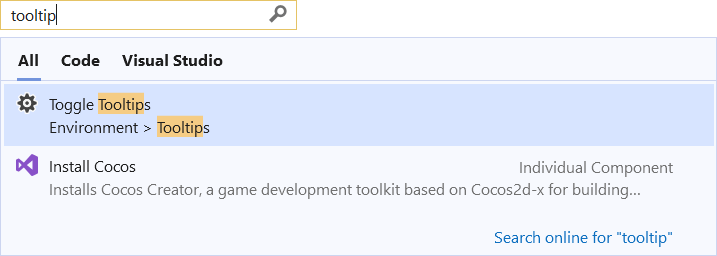 tooltip
All Code Visual Studio
Toggle Tooltips
Environment > Tooltips
Install Cocos Individual Component
Installs Cocos Creator, a game development toolkit based on Cocos2d-x for building...
Search online for "tooltip"